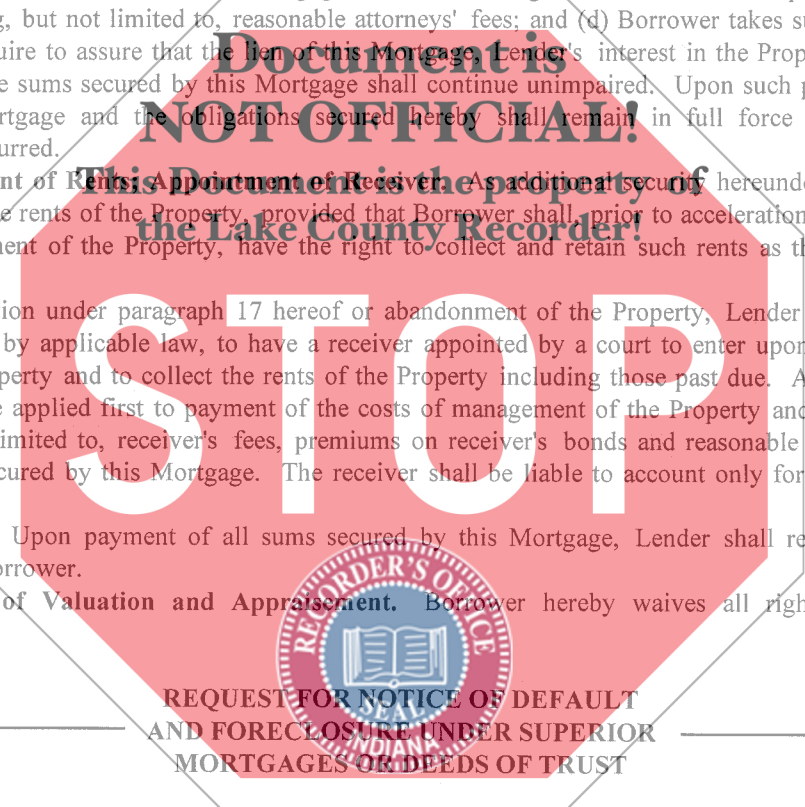 g, but not limited to, reasonable attorneys' fees; and (d) Borrower takes su
uire to assure that the lien of this Mortgage, Lender's interest in the Prop
e sums secured by this Mortgage shall continue unimpaired. Upon such p
rtgage and the obligations secured hereby shall remain in full force
urred.
nt of Rents; Appointment of Receiver. As additional security hereunde
e rents of the Property, provided that Borrower shall, prior to acceleration
ment of the Property, have the right to collect and retain such rents as th
ion under paragraph 17 hereof or abandonment of the Property, Lender
by applicable law, to have a receiver appointed by a court to enter upon
perty and to collect the rents of the Property including those past due. A
e applied first to payment of the costs of management of the Property and
imited to, receiver's fees, premiums on receiver's bonds and reasonable
cured by this Mortgage. The receiver shall be liable to account only for
Upon payment of all sums secured by this Mortgage, Lender shall re
orrower.
of Valuation and Appraisement. Borrower hereby waives all righ
REQUEST FOR NOTICE OF DEFAULT
AND FORECLOSURE UNDER SUPERIOR
MORTGAGES OR DEEDS OF TRUST
Document is
NOT OFFICIAL!
This Document is the property of
the Lake County Recorder!
STOP
RECORDER'S OFFICE
SEAL
INDIANA